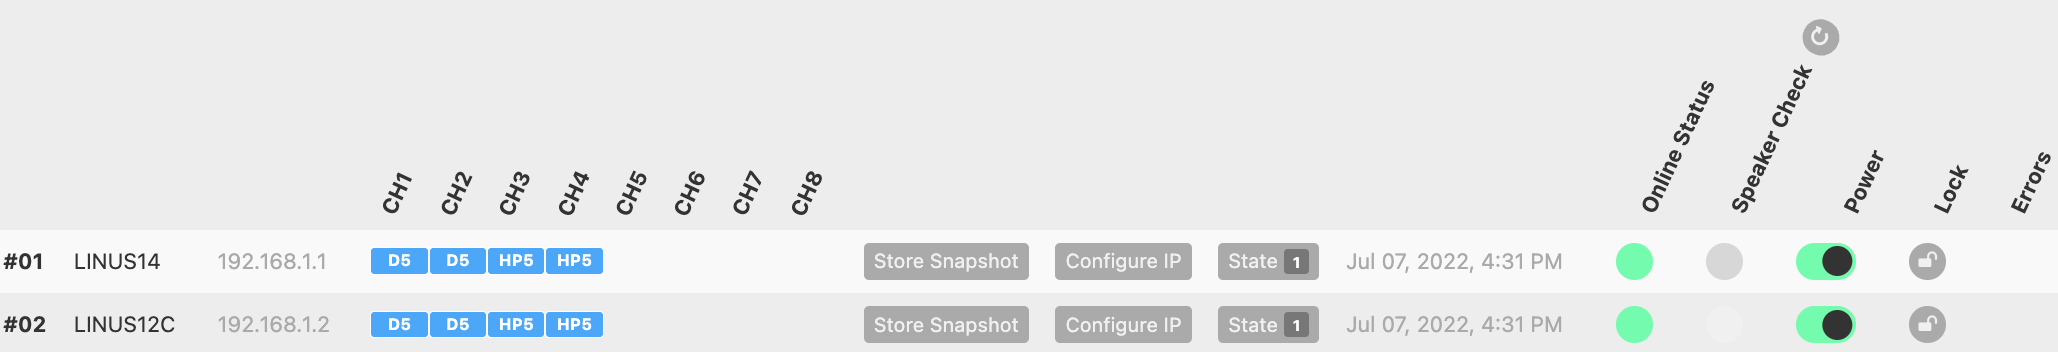 CH1 CH2 CH3 CH4 CH5 CH6 CH7 CH8 Online Status Speaker Check Power Lock Errors
#01 LINUS14 192.168.1.1 D5 D5 HP5 HP5 Store Snapshot Configure IP State 1 Jul 07, 2022, 4:31 PM
#02 LINUS12C 192.168.1.2 D5 D5 HP5 HP5 Store Snapshot Configure IP State 1 Jul 07, 2022, 4:31 PM